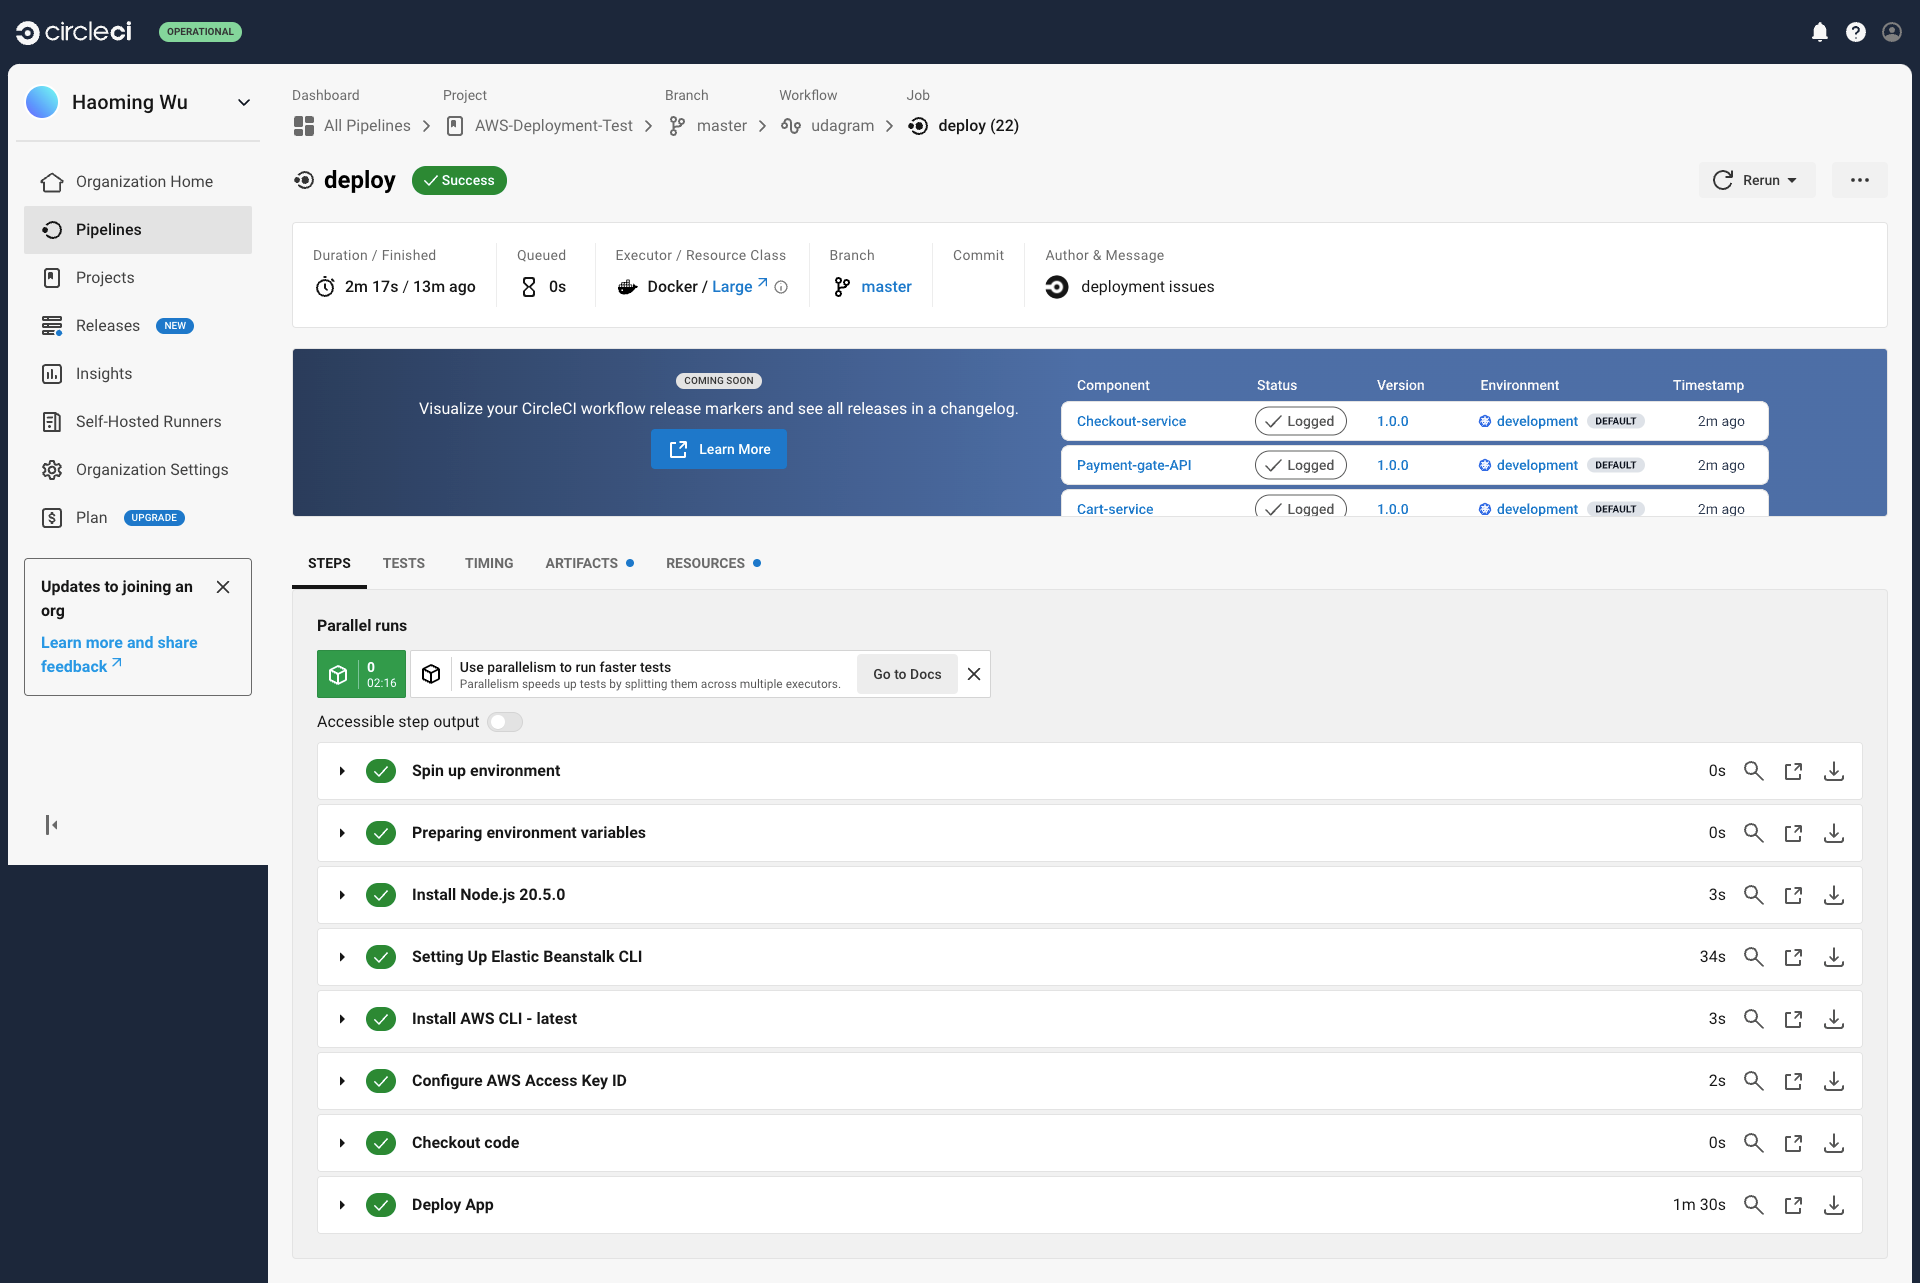 circleci
OPERATIONAL
Haoming Wu
Organization Home
Pipelines
Projects
Releases NEW
Insights
Self-Hosted Runners
Organization Settings
Plan UPGRADE
Updates to joining an
org
Learn more and share
feedback
Dashboard Project Branch Workflow Job
All Pipelines AWS-Deployment-Test master udagram deploy (22)
deploy Success
Rerun
Duration / Finished Queued Executor / Resource Class Branch Commit Author & Message
2m 17s / 13m ago 0s Docker / Large master deployment issues
COMING SOON
Visualize your CircleCI workflow release markers and see all releases in a changelog.
Learn More
Component Status Version Environment Timestamp
Checkout-service Logged 1.0.0 development DEFAULT 2m ago
Payment-gate-API Logged 1.0.0 development DEFAULT 2m ago
Cart-service Logged 1.0.0 development DEFAULT 2m ago
STEPS TESTS TIMING ARTIFACTS RESOURCES
Parallel runs
0
02:16
Use parallelism to run faster tests
Parallelism speeds up tests by splitting them across multiple executors.
Go to Docs
Accessible step output
Spin up environment 0s
Preparing environment variables 0s
Install Node.js 20.5.0 3s
Setting Up Elastic Beanstalk CLI 34s
Install AWS CLI - latest 3s
Configure AWS Access Key ID 2s
Checkout code 0s
Deploy App 1m 30s